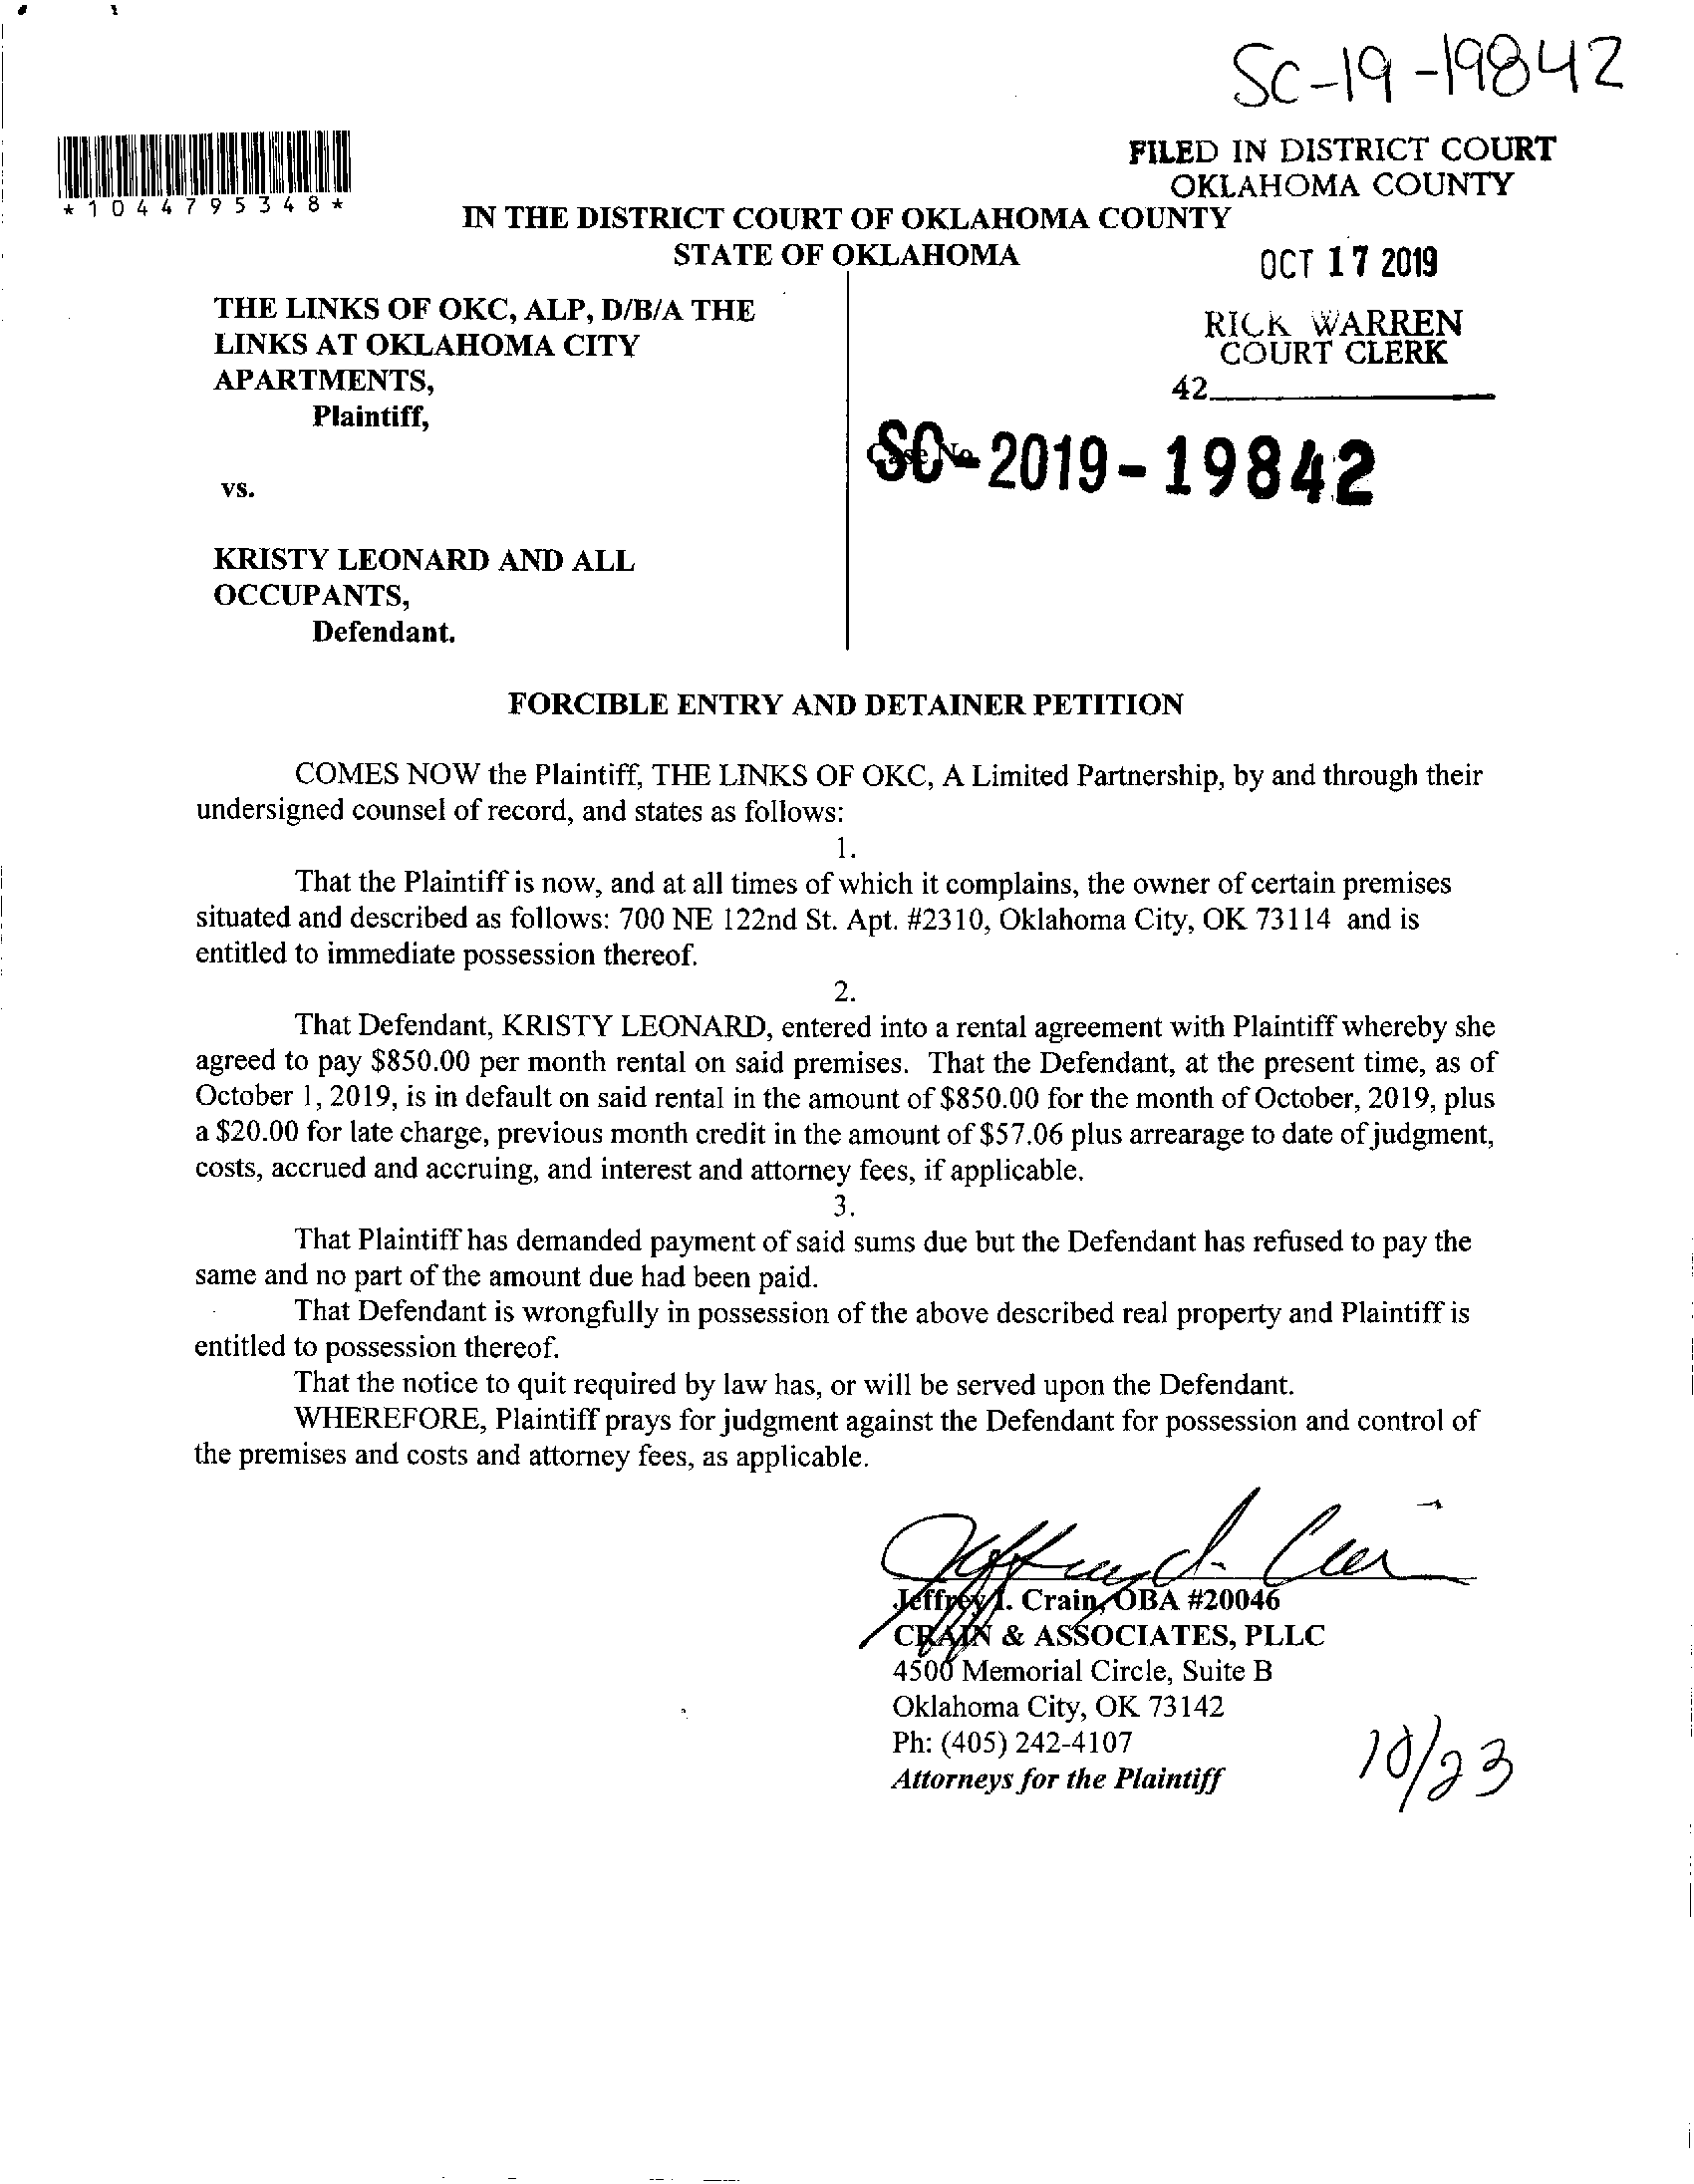 SC-19-19842
FILED IN DISTRICT COURT
OKLAHOMA COUNTY
*1044795348*
IN THE DISTRICT COURT OF OKLAHOMA COUNTY
STATE OF OKLAHOMA
OCT 17 2019
THE LINKS OF OKC, ALP, D/B/A THE
LINKS AT OKLAHOMA CITY
APARTMENTS,
Plaintiff,
RICK WARREN
COURT CLERK
42
Case No.
SC-2019-19842
vs.
KRISTY LEONARD AND ALL
OCCUPANTS,
Defendant.
FORCIBLE ENTRY AND DETAINER PETITION
COMES NOW the Plaintiff, THE LINKS OF OKC, A Limited Partnership, by and through their
undersigned counsel of record, and states as follows:
1.
That the Plaintiff is now, and at all times of which it complains, the owner of certain premises
situated and described as follows: 700 NE 122nd St. Apt. #2310, Oklahoma City, OK 73114 and is
entitled to immediate possession thereof.
2.
That Defendant, KRISTY LEONARD, entered into a rental agreement with Plaintiff whereby she
agreed to pay $850.00 per month rental on said premises. That the Defendant, at the present time, as of
October 1, 2019, is in default on said rental in the amount of $850.00 for the month of October, 2019, plus
a $20.00 for late charge, previous month credit in the amount of $57.06 plus arrearage to date of judgment,
costs, accrued and accruing, and interest and attorney fees, if applicable.
3.
That Plaintiff has demanded payment of said sums due but the Defendant has refused to pay the
same and no part of the amount due had been paid.
That Defendant is wrongfully in possession of the above described real property and Plaintiff is
entitled to possession thereof.
That the notice to quit required by law has, or will be served upon the Defendant.
WHEREFORE, Plaintiff prays for judgment against the Defendant for possession and control of
the premises and costs and attorney fees, as applicable.
Jeffrey I. Crain, OBA #20046
CRAIN & ASSOCIATES, PLLC
4500 Memorial Circle, Suite B
Oklahoma City, OK 73142
Ph: (405) 242-4107
Attorneys for the Plaintiff
10/23